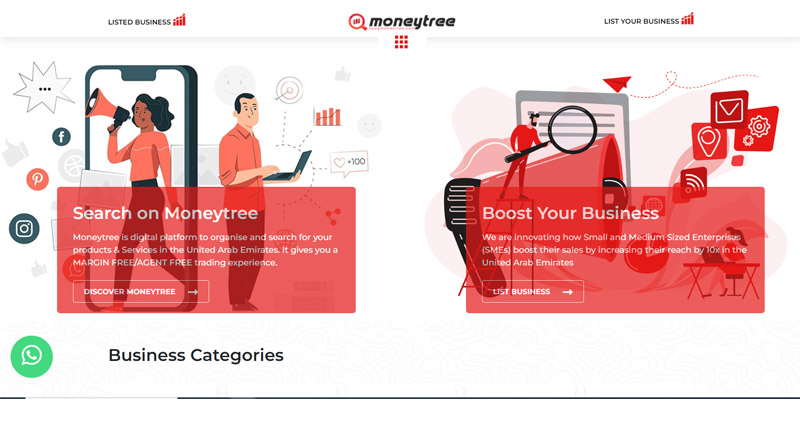 LISTED BUSINESS
moneytree
LIST YOUR BUSINESS
+100
Search on Moneytree
Moneytree is digital platform to organise and search for your
products & Services in the United Arab Emirates. It gives you a
MARGIN FREE/AGENT FREE trading experience.
DISCOVER MONEYTREE
Boost Your Business
We are innovating how Small and Medium Sized Enterprises
(SMEs) boost their sales by increasing their reach by 10x in the
United Arab Emirates
LIST BUSINESS
Business Categories